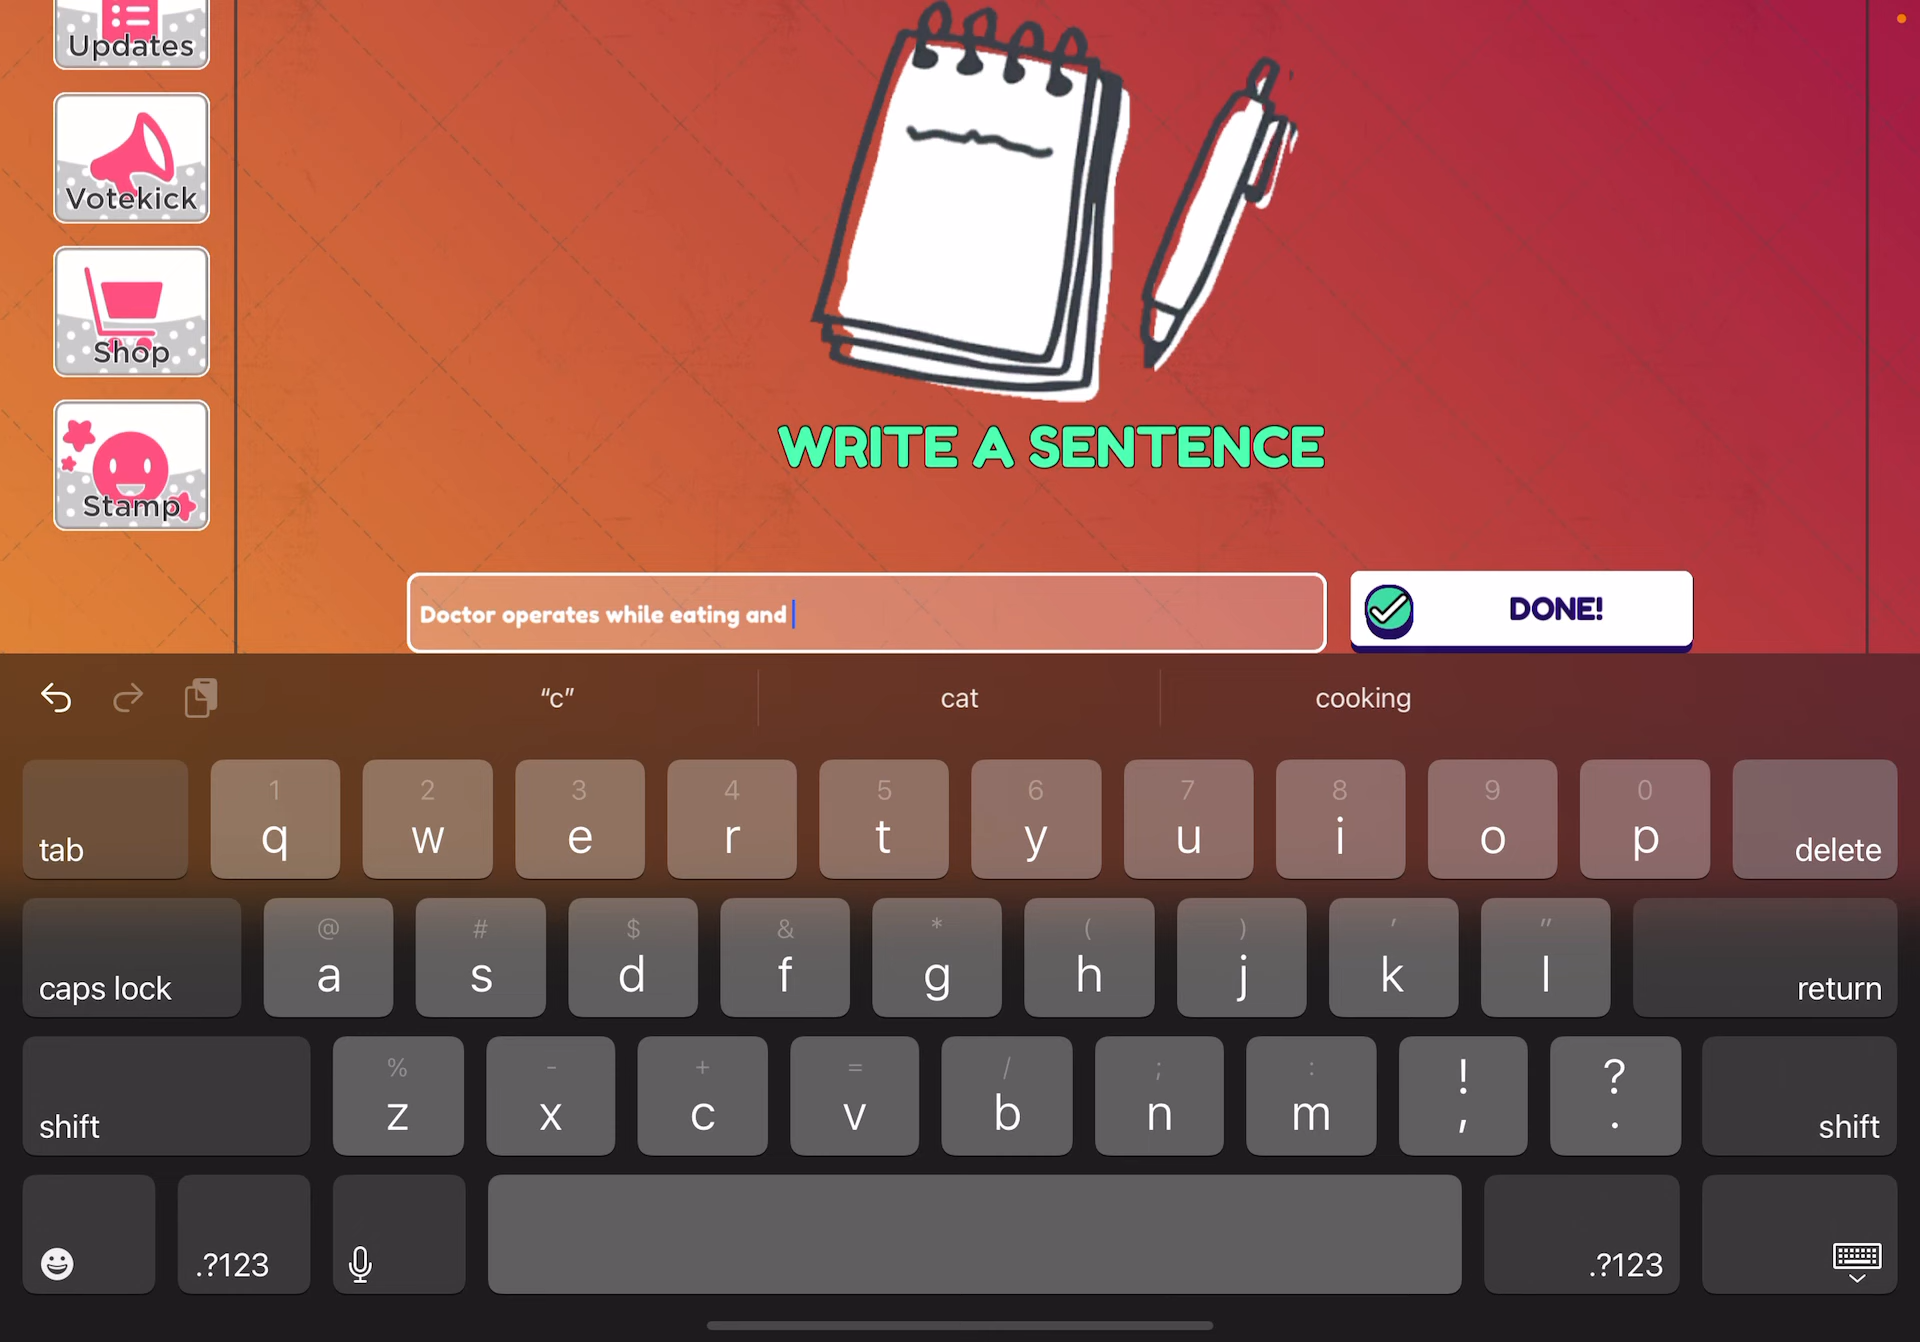 Updates
Votekick
Shop
Stamp
WRITE A SENTENCE
Doctor operates while eating and
DONE!
“c” cat cooking
1 2 3 4 5 6 7 8 9 0
tab q w e r t y u i o p delete
@ # $ & * ( ) ' "
caps lock a s d f g h j k l return
% - + = / ; : ! ?
shift z x c v b n m , . shift
.?123 .?123